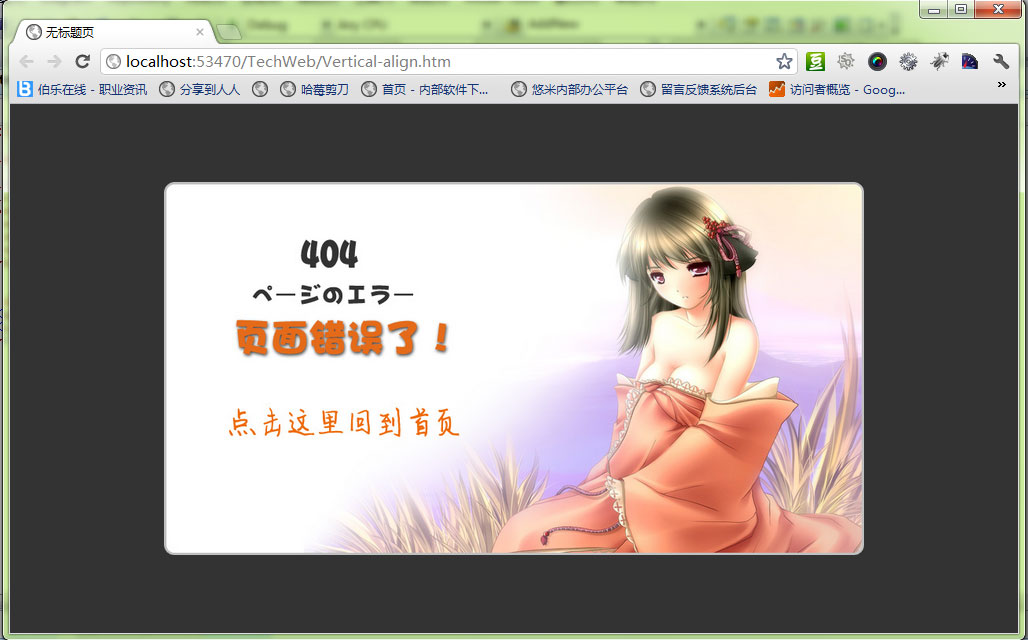 无标题页
localhost:53470/TechWeb/Vertical-align.htm
伯乐在线 - 职业资讯 分享到人人 哈莓剪刀 首页 - 内部软件下... 悠米内部办公平台 留言反馈系统后台 访问者概览 - Goog... »
404
ページのエラー
页面错误了！
点击这里回到首页